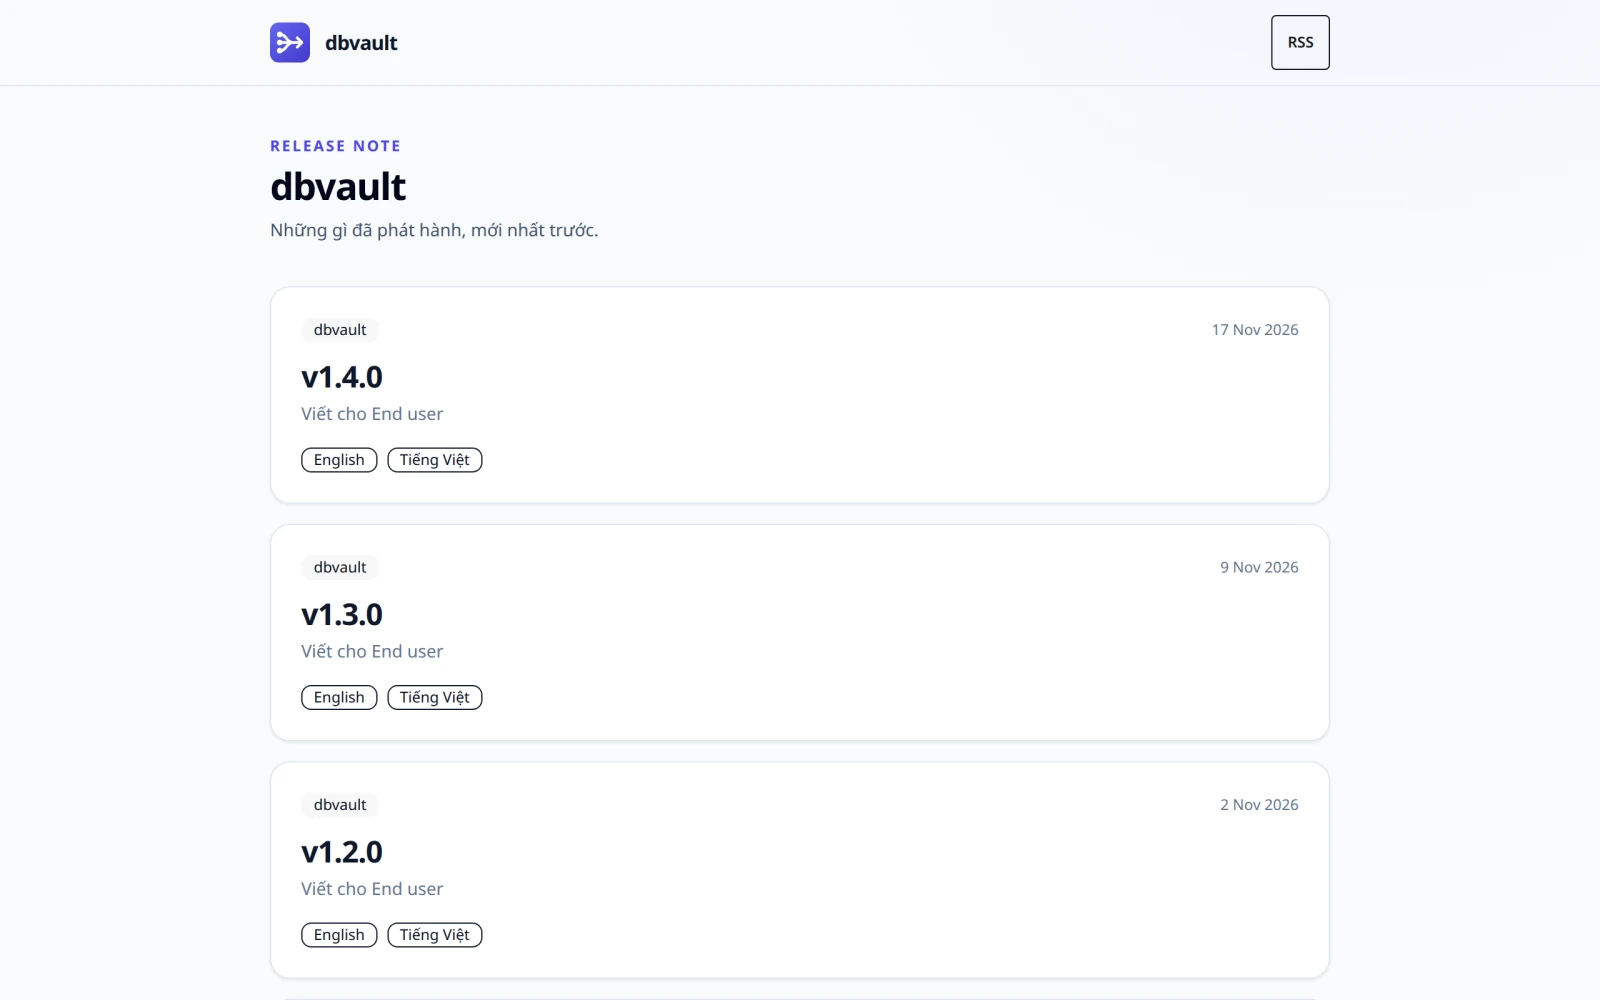 dbvault
RSS
RELEASE NOTE
dbvault
Những gì đã phát hành, mới nhất trước.
dbvault
17 Nov 2026
v1.4.0
Viết cho End user
English
Tiếng Việt
dbvault
9 Nov 2026
v1.3.0
Viết cho End user
English
Tiếng Việt
dbvault
2 Nov 2026
v1.2.0
Viết cho End user
English
Tiếng Việt